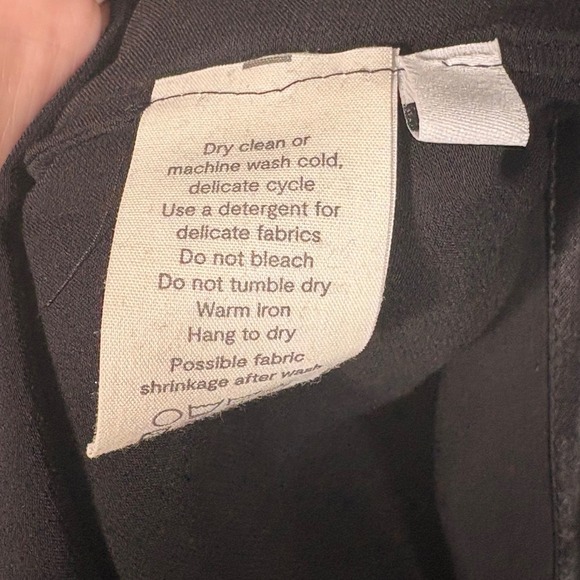 Dry clean or
machine wash cold,
delicate cycle
Use a detergent for
delicate fabrics
Do not bleach
Do not tumble dry
Warm Iron
Hang to dry
Possible fabric
shrinkage after wash